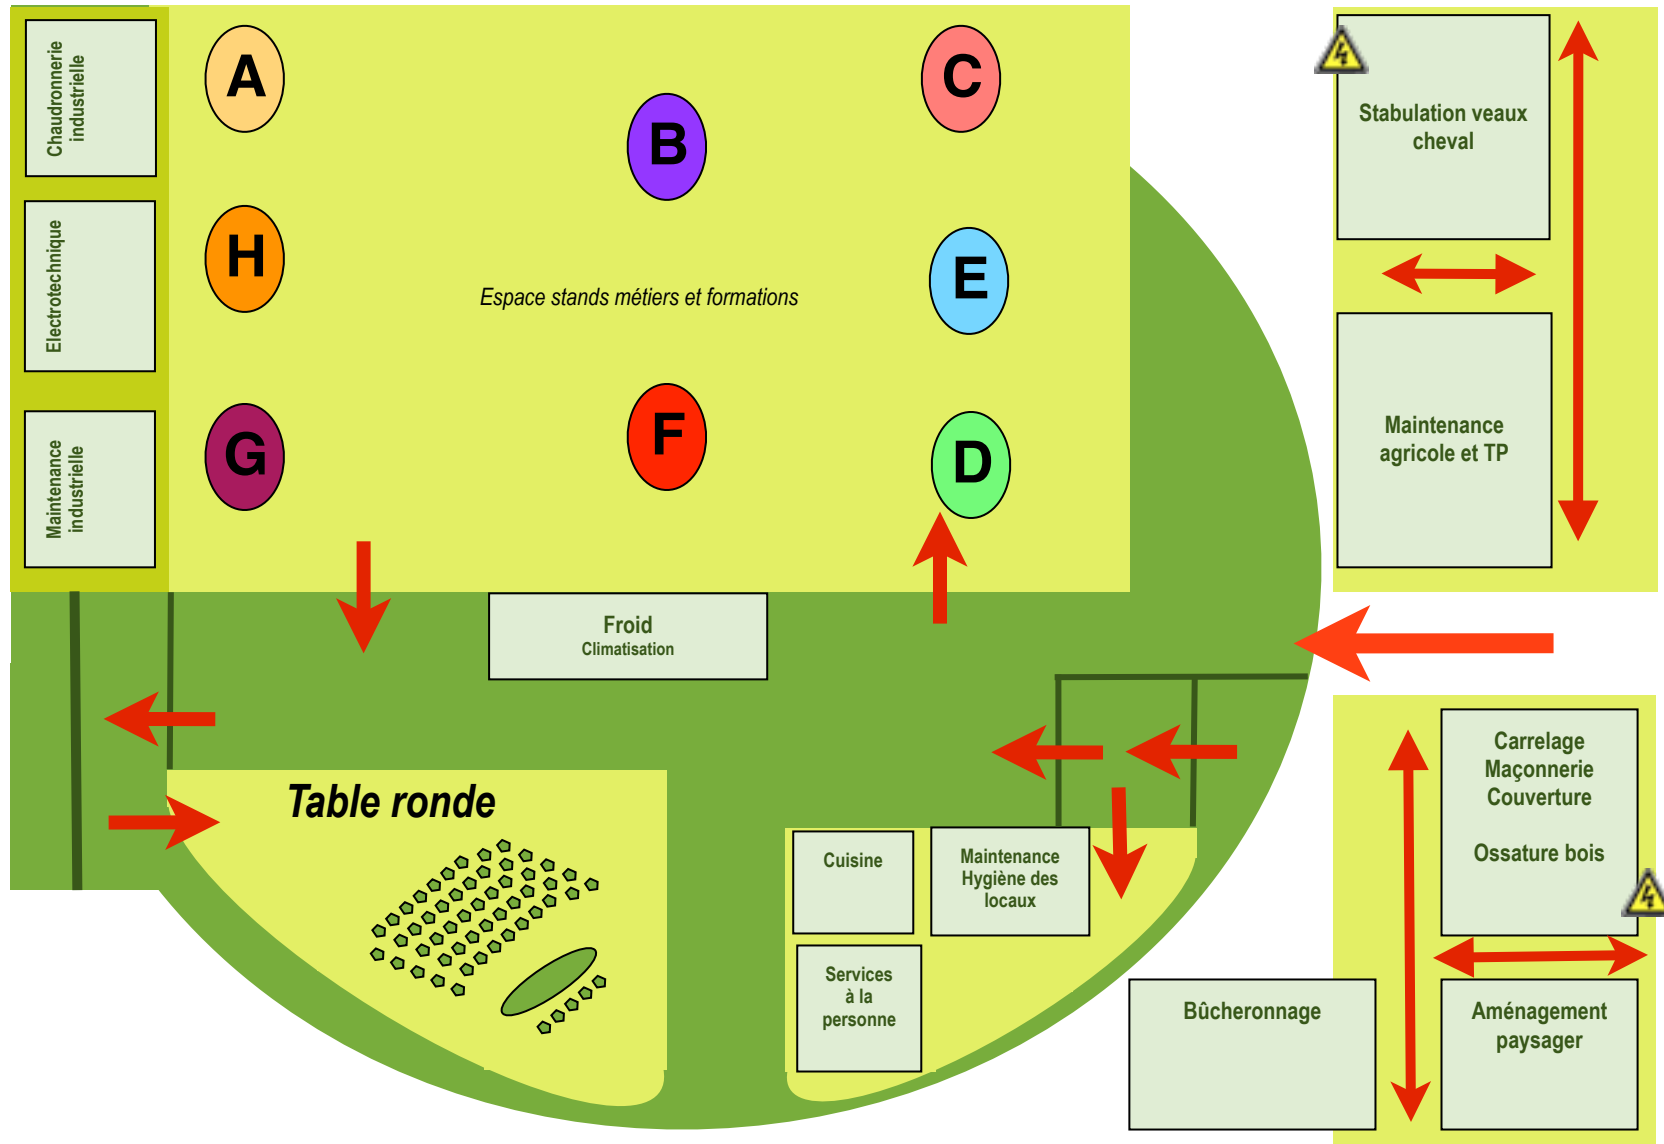 Chaudronnerie
industrielle
A
C
B
Stabulation veaux
cheval
Electrotechnique
H
E
Espace stands métiers et formations
Maintenance
industrielle
G
F
D
Maintenance
agricole et TP
Froid
Climatisation
Table ronde
Cuisine
Maintenance
Hygiène des
locaux
Services
à la
personne
Carrelage
Maçonnerie
Couverture
Ossature bois
Bûcheronnage
Aménagement
paysager